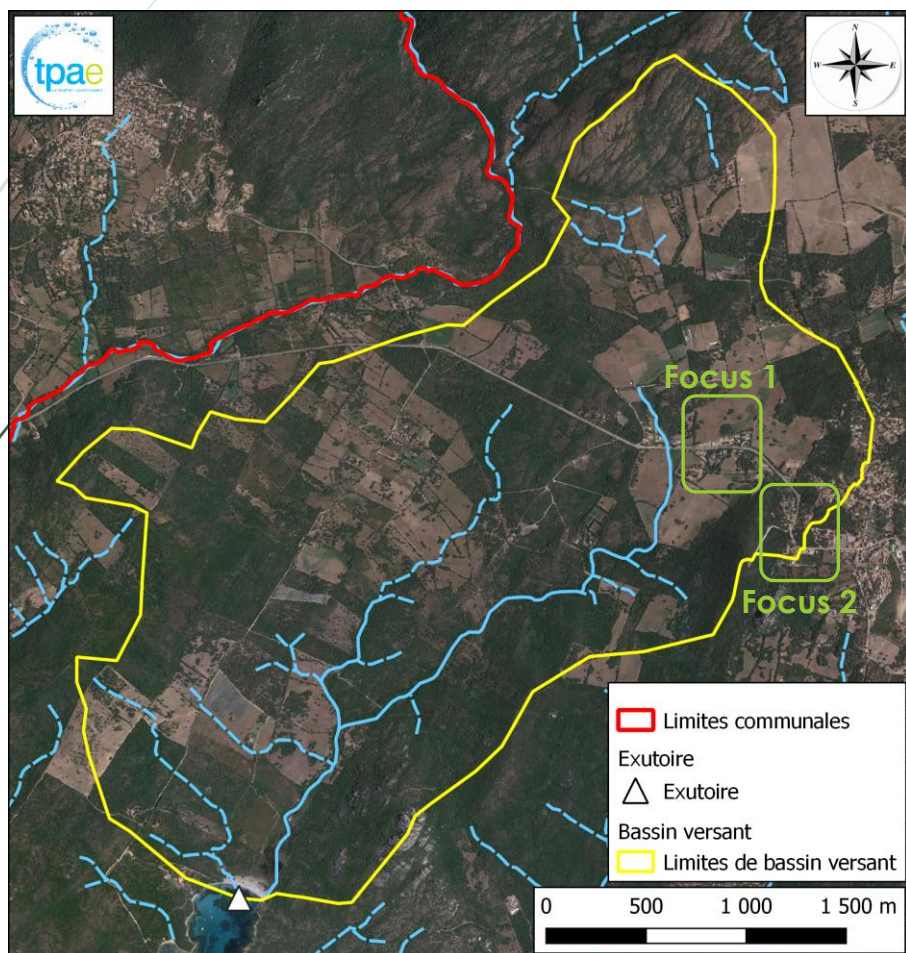 tpae
N
W E
S
Focus 1
Focus 2
Limites communales
Exutoire
Exutoire
Bassin versant
Limites de bassin versant
0 500 1 000 1 500 m